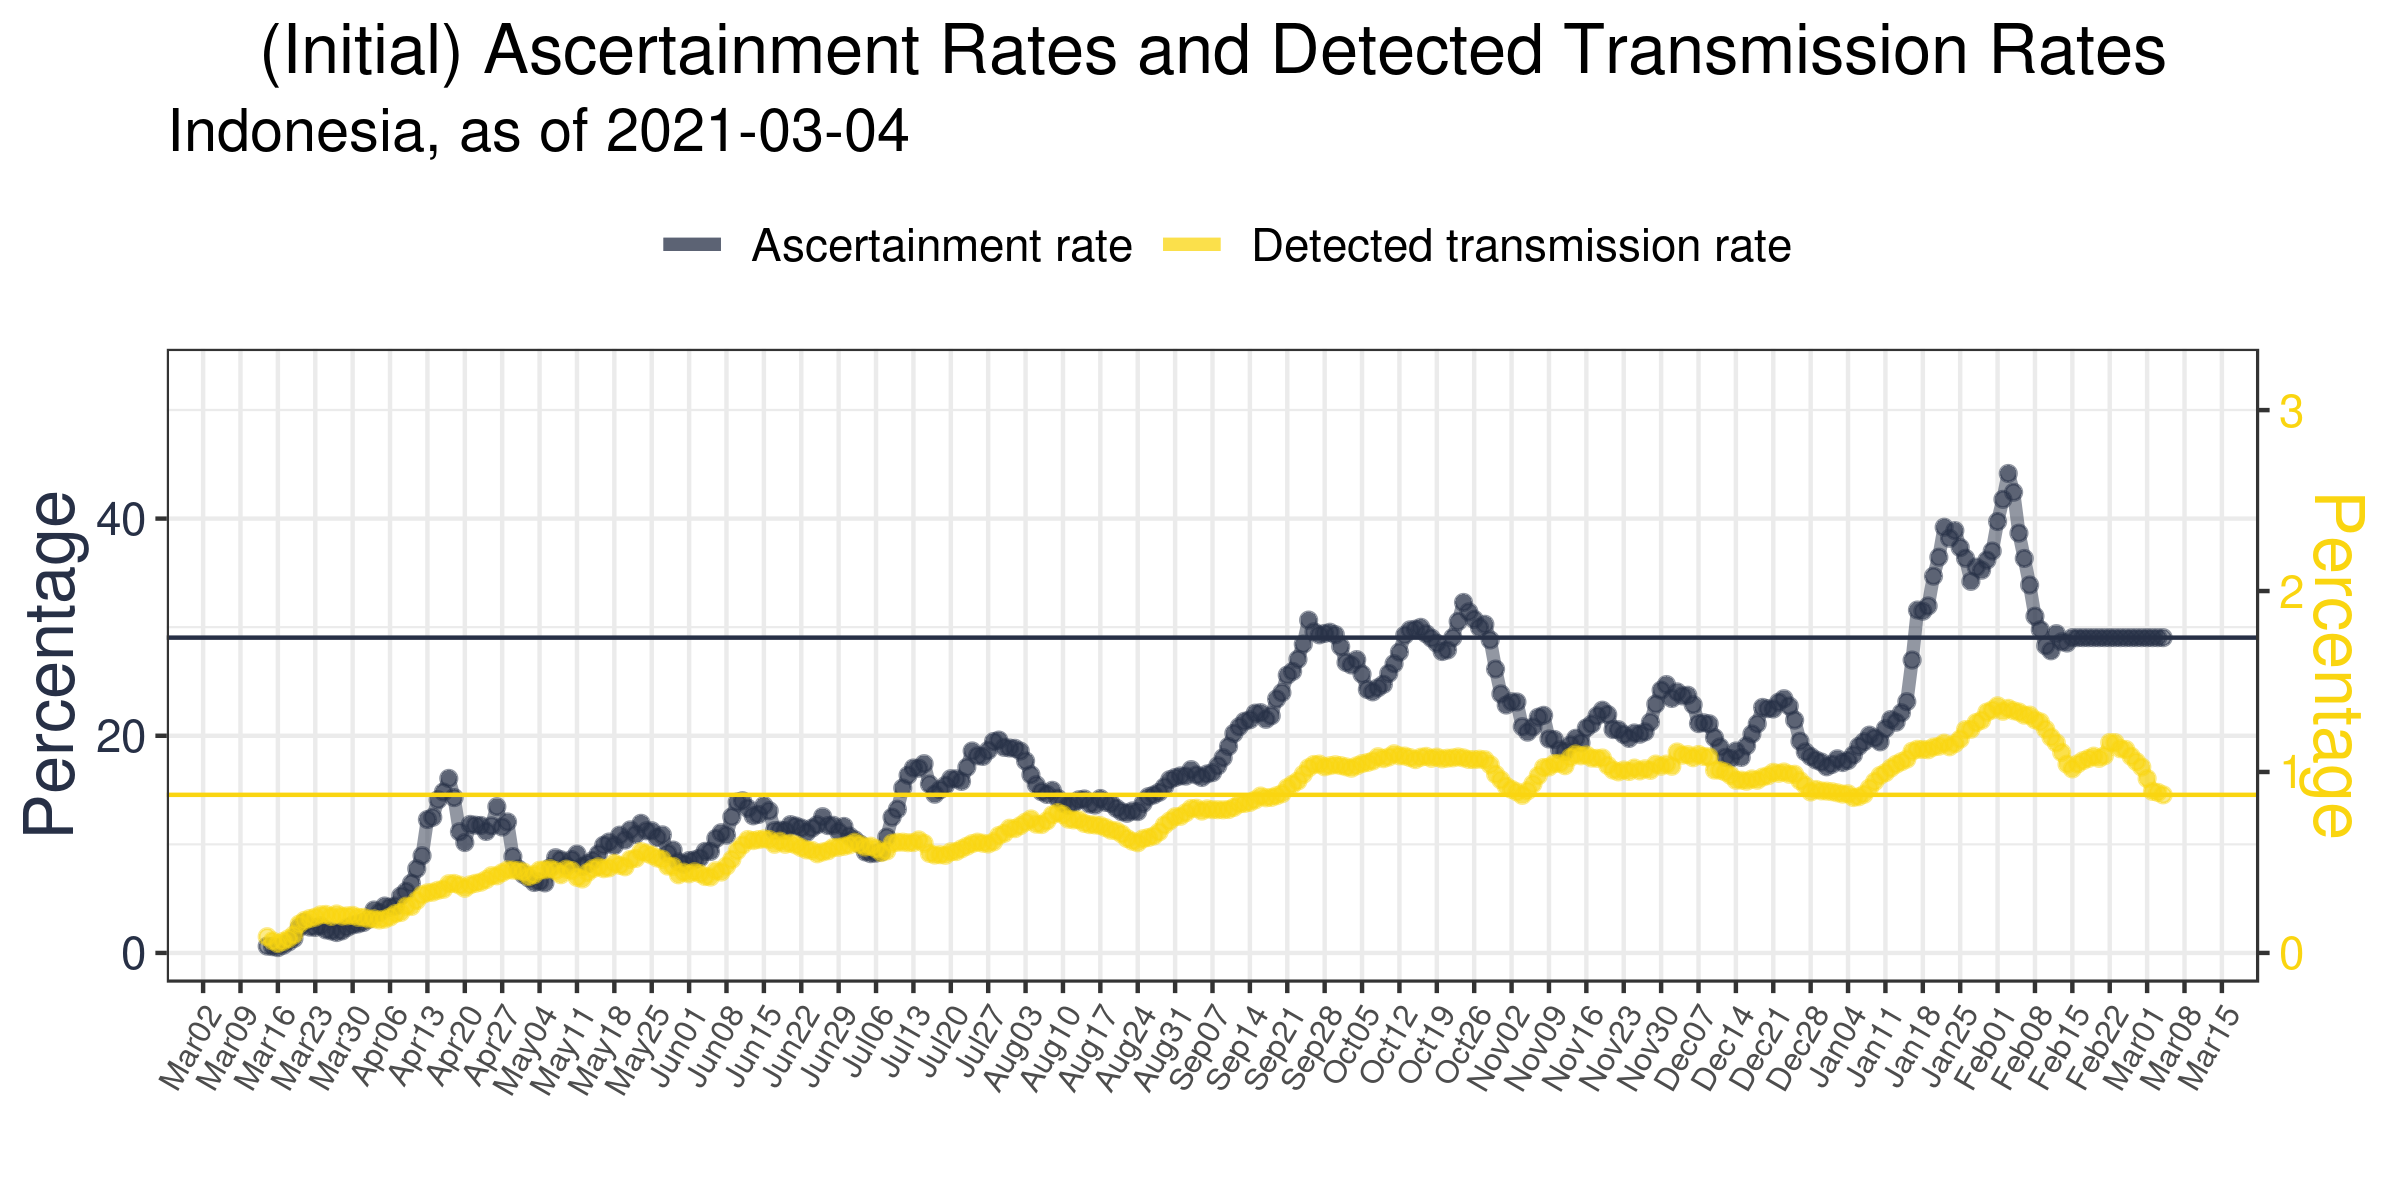 (Initial) Ascertainment Rates and Detected Transmission Rates
Indonesia, as of 2021-03-04
Ascertainment rate Detected transmission rate
Percentage
40
20
0
3
2
1
0
Percentage
Mar02 Mar09 Mar16 Mar23 Mar30 Apr06 Apr13 Apr20 Apr27 May04 May11 May18 May25 Jun01 Jun08 Jun15 Jun22 Jun29 Jul06 Jul13 Jul20 Jul27 Aug03 Aug10 Aug17 Aug24 Aug31 Sep07 Sep14 Sep21 Sep28 Oct05 Oct12 Oct19 Oct26 Nov02 Nov09 Nov16 Nov23 Nov30 Dec07 Dec14 Dec21 Dec28 Jan04 Jan11 Jan18 Jan25 Feb01 Feb08 Feb15 Feb22 Mar01 Mar08 Mar15